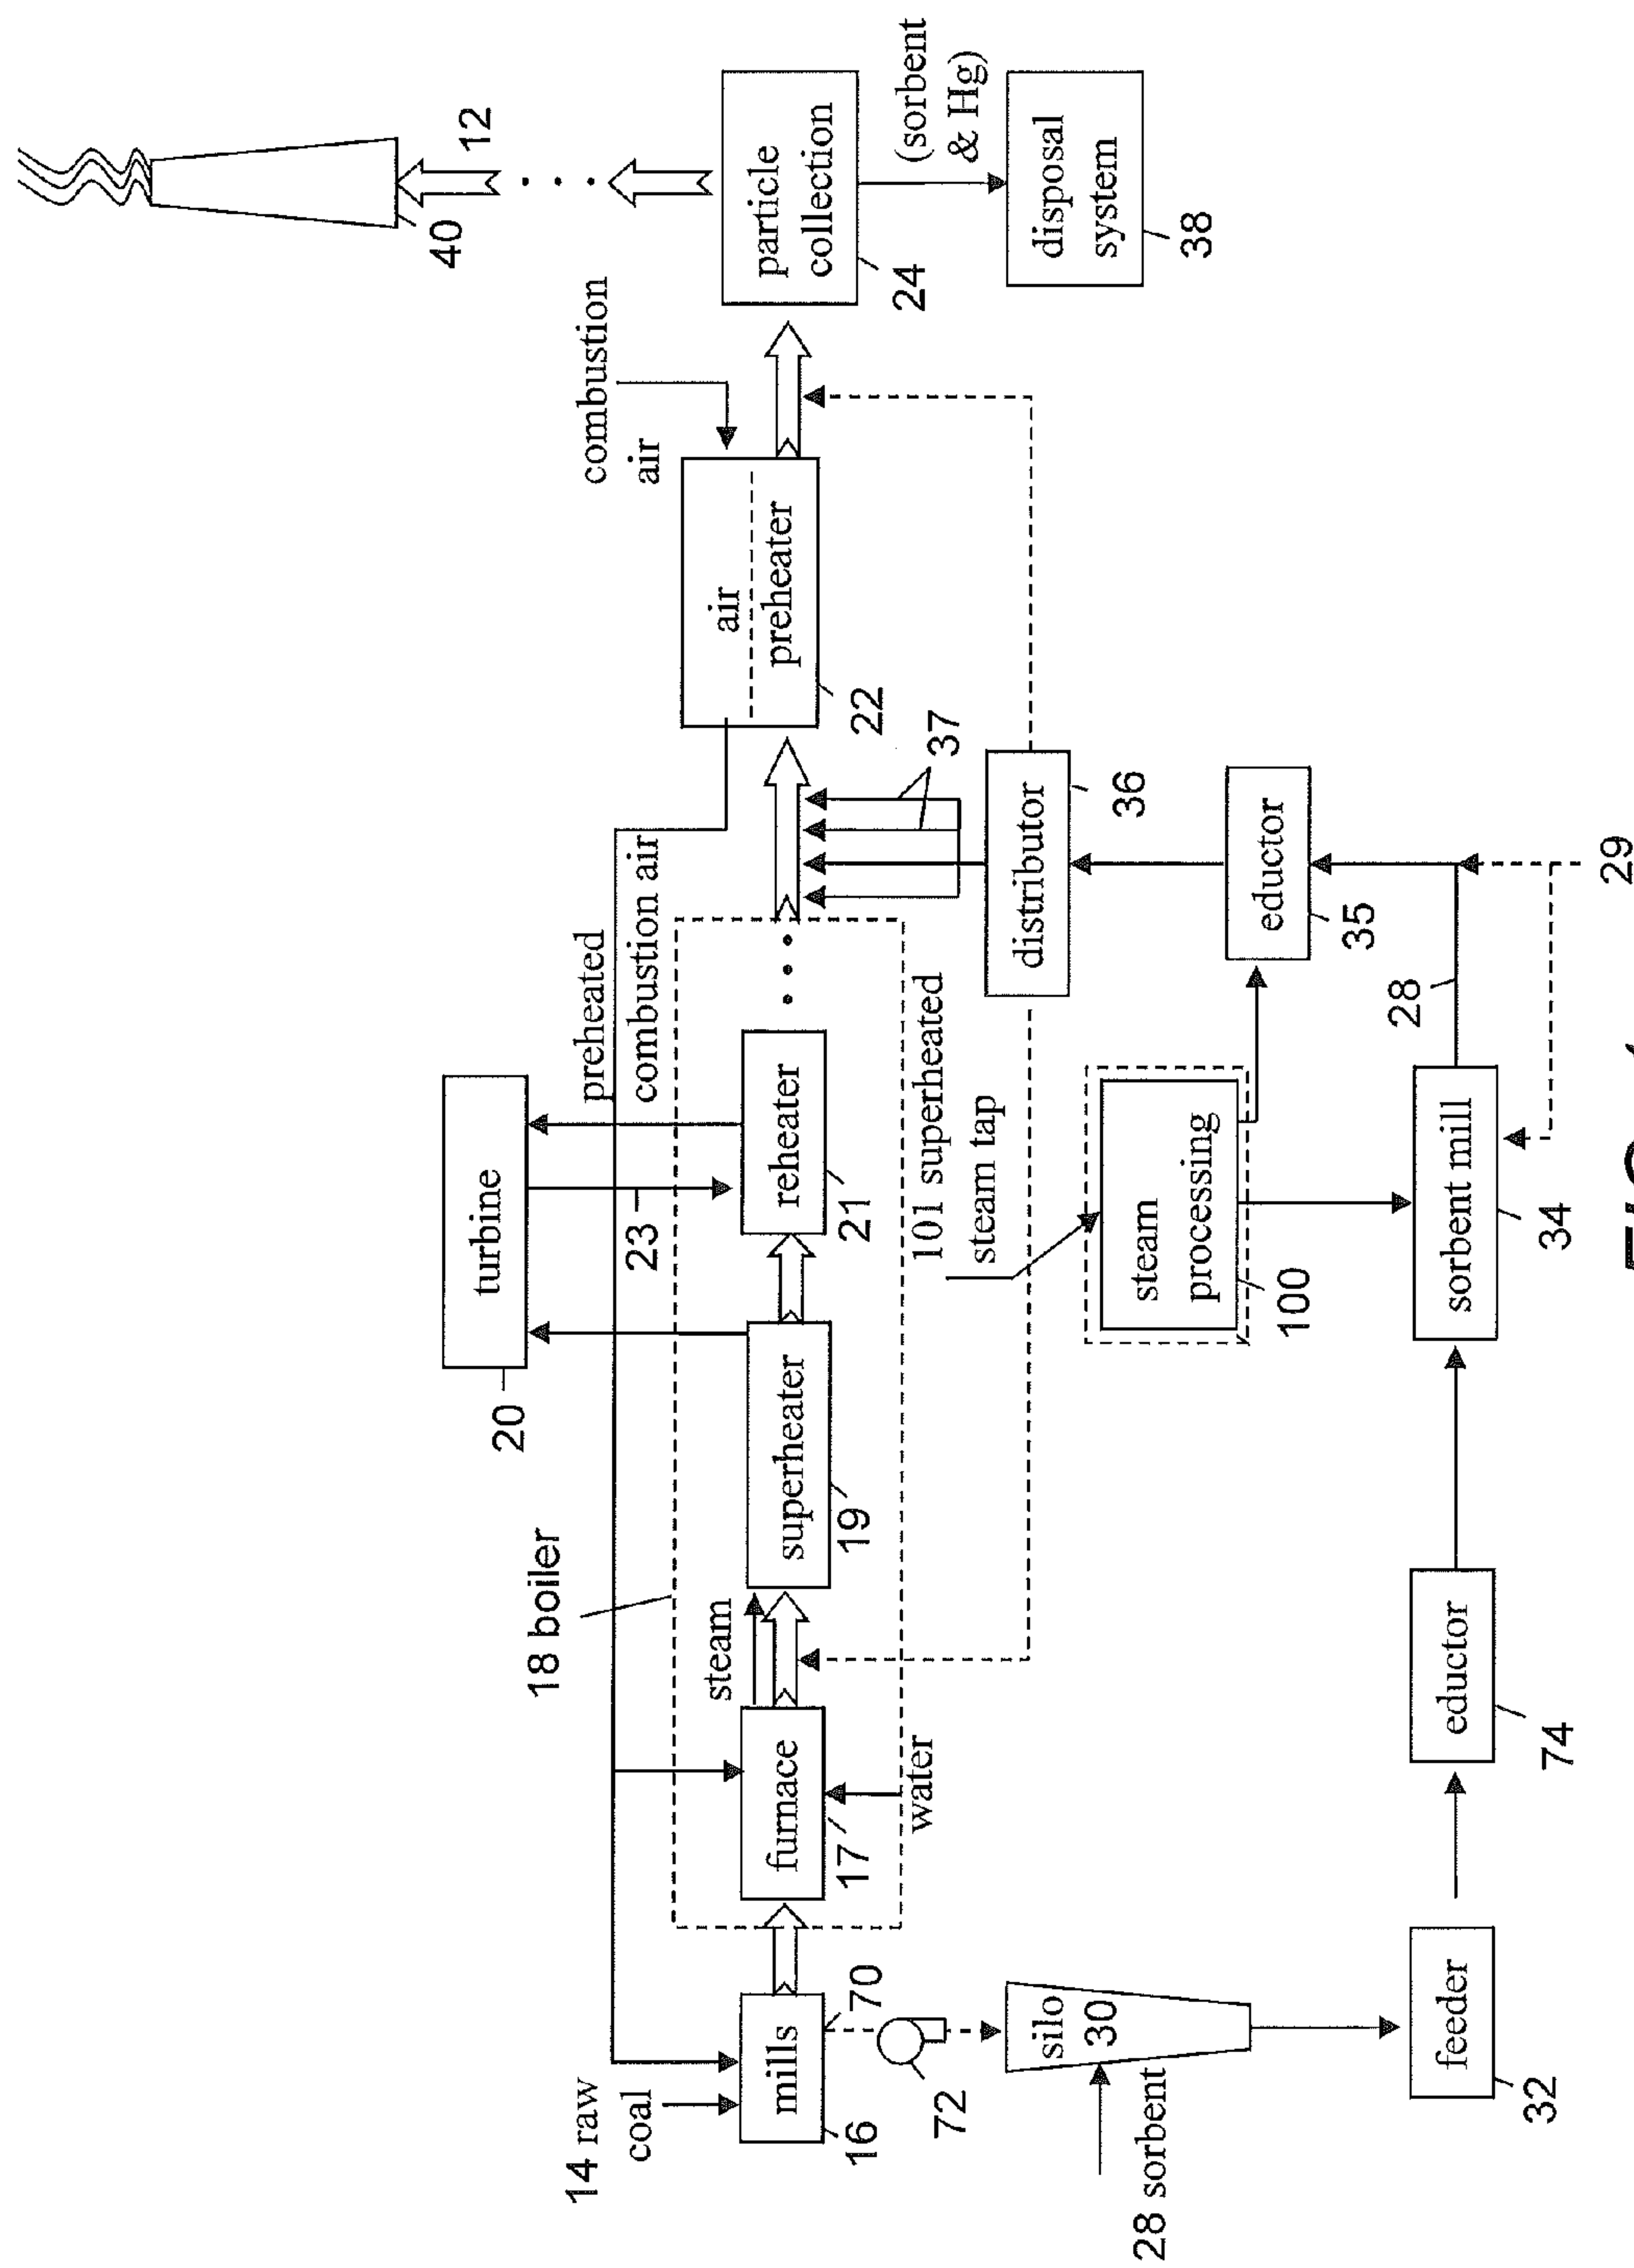 12
40
combustion
air
particle
collection
24
(sorbent
& Hg)
disposal
system
38
turbine
20
preheated
combustion air
23
air
preheater
22
18 boiler
14 raw
coal
mills
16
70
72
steam
furnace
17
water
superheater
19
reheater
21
37
101 superheated
steam tap
distributor
36
steam
processing
100
eductor
35
28
29
28 sorbent
silo
30
feeder
32
eductor
74
sorbent mill
34